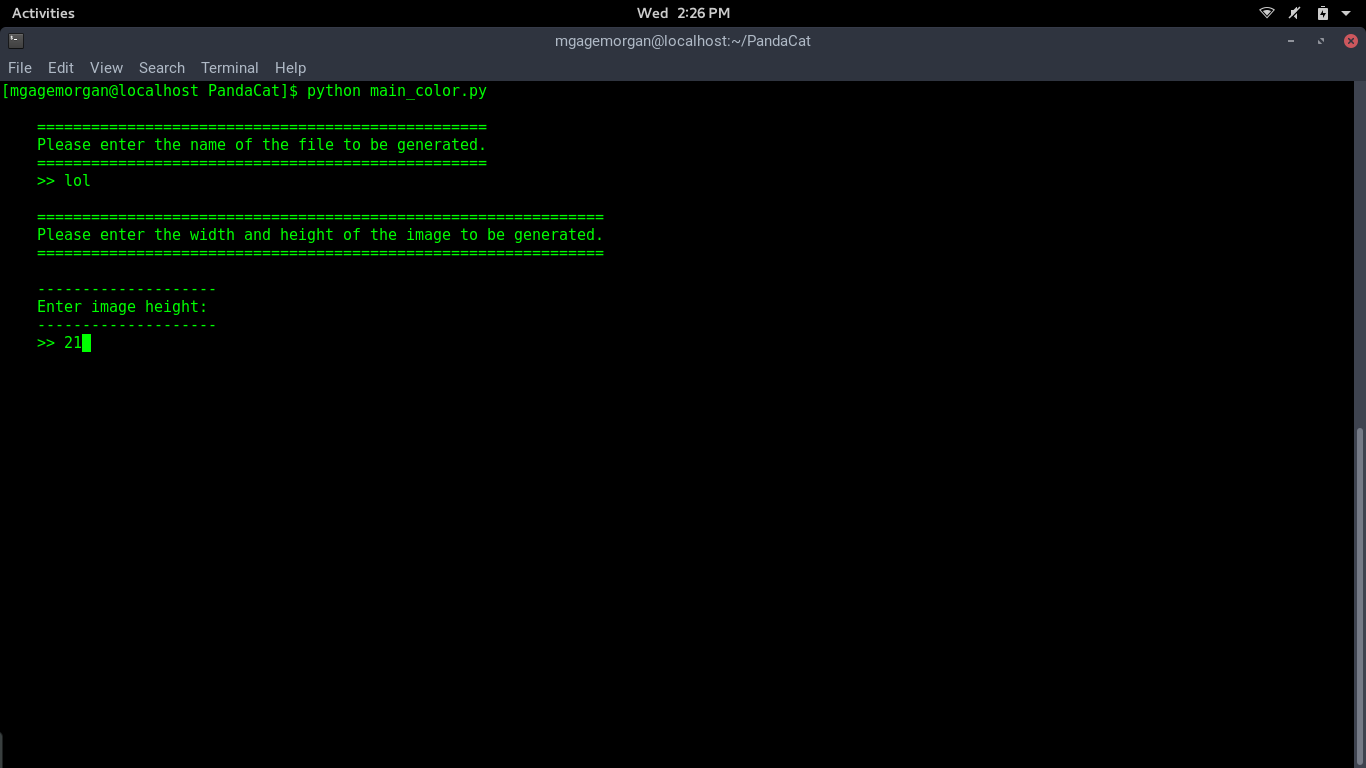 Activities
Wed 2:26 PM
mgagemorgan@localhost:~/PandaCat
File Edit View Search Terminal Help
[mgagemorgan@localhost PandaCat]$ python main_color.py
==================================================
Please enter the name of the file to be generated.
==================================================
>> lol
===============================================================
Please enter the width and height of the image to be generated.
===============================================================
--------------------
Enter image height:
--------------------
>> 21